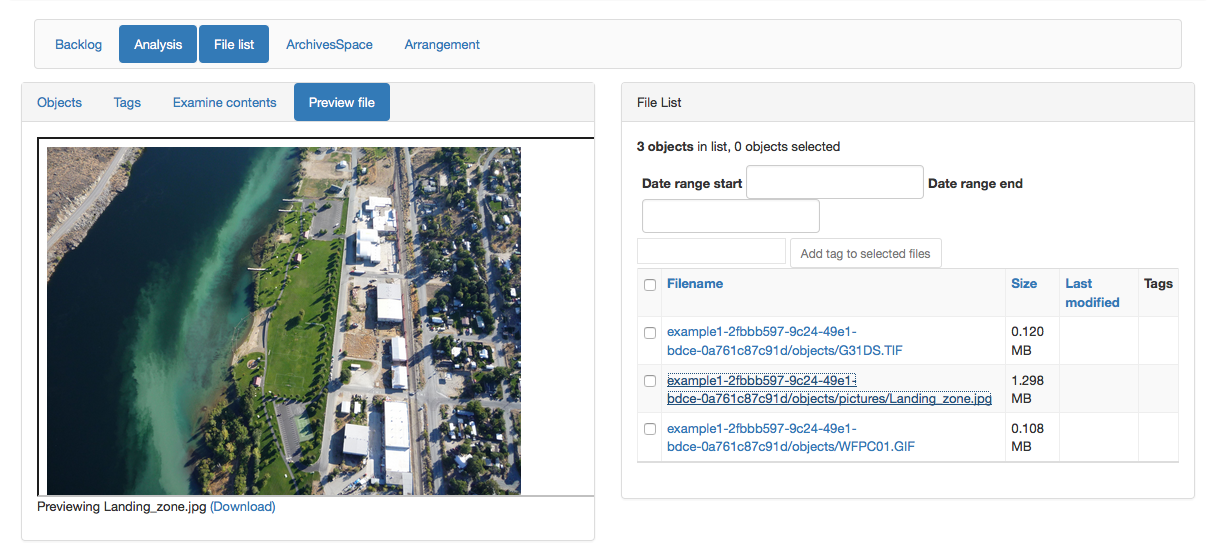 Backlog Analysis File list ArchivesSpace Arrangement
Objects Tags Examine contents Preview file
Previewing Landing_zone.jpg (Download)
File List
3 objects in list, 0 objects selected
Date range start Date range end
Add tag to selected files
Filename Size Last modified Tags
example1-2fbbb597-9c24-49e1- 0.120
bdce-0a761c87c91d/objects/G31DS.TIF MB
example1-2fbbb597-9c24-49e1- 1.298
bdce-0a761c87c91d/objects/pictures/Landing_zone.jpg MB
example1-2fbbb597-9c24-49e1- 0.108
bdce-0a761c87c91d/objects/WFPC01.GIF MB